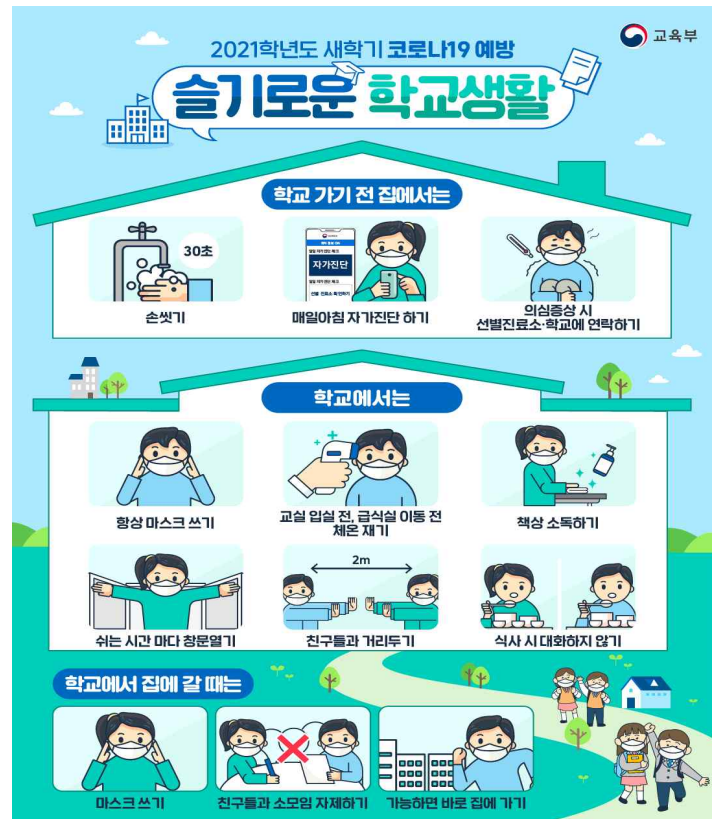 교육부
2021학년도 새학기 코로나19 예방
슬기로운 학교생활
학교 가기 전 집에서는
30초
손씻기
자가진단
매일아침 자가진단 하기
의심증상 시
선별진료소·학교에 연락하기
학교에서는
항상 마스크 쓰기
교실 입실 전, 급식실 이동 전
체온 재기
책상 소독하기
쉬는 시간 마다 창문열기
2m
친구들과 거리두기
식사 시 대화하지 않기
학교에서 집에 갈 때는
마스크 쓰기
친구들과 소모임 자제하기
가능하면 바로 집에 가기